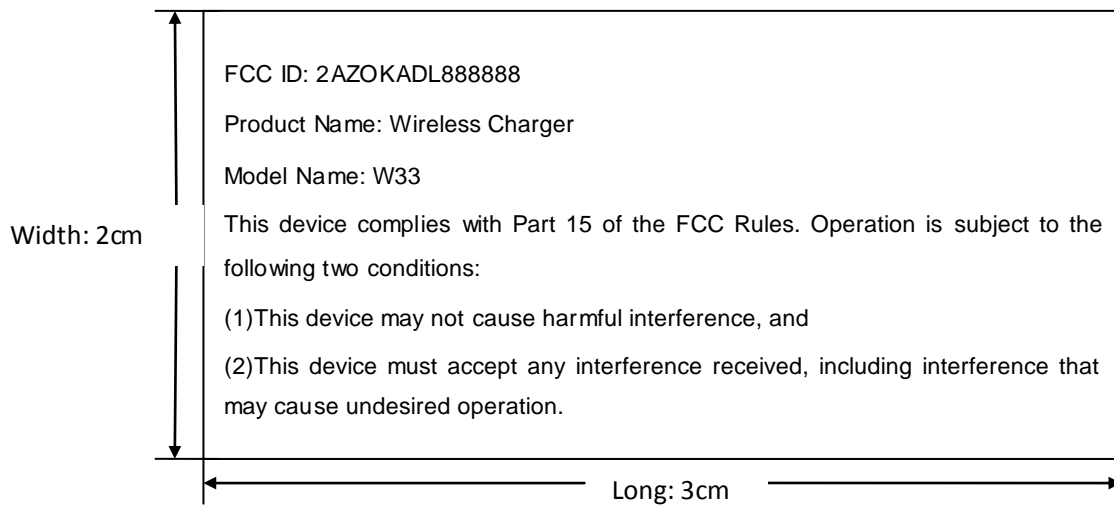 FCC ID: 2AZOKADL888888
Product Name: Wireless Charger
Model Name: W33
This device complies with Part 15 of the FCC Rules. Operation is subject to the
following two conditions:
(1)This device may not cause harmful interference, and
(2)This device must accept any interference received, including interference that
may cause undesired operation.
Width: 2cm
Long: 3cm